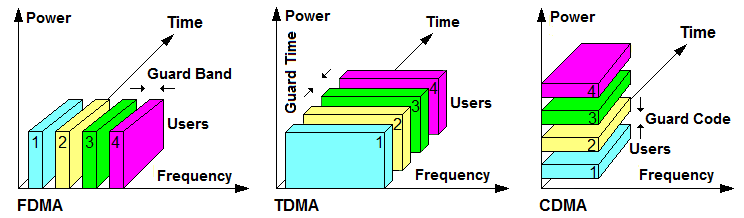 Power
Time
Guard Band
Users
1 2 3 4
Frequency
FDMA
Power
Time
Guard Time
Users
4
3
2
1
Frequency
TDMA
Power
Time
4
3
Guard Code
2
Users
1
Frequency
CDMA